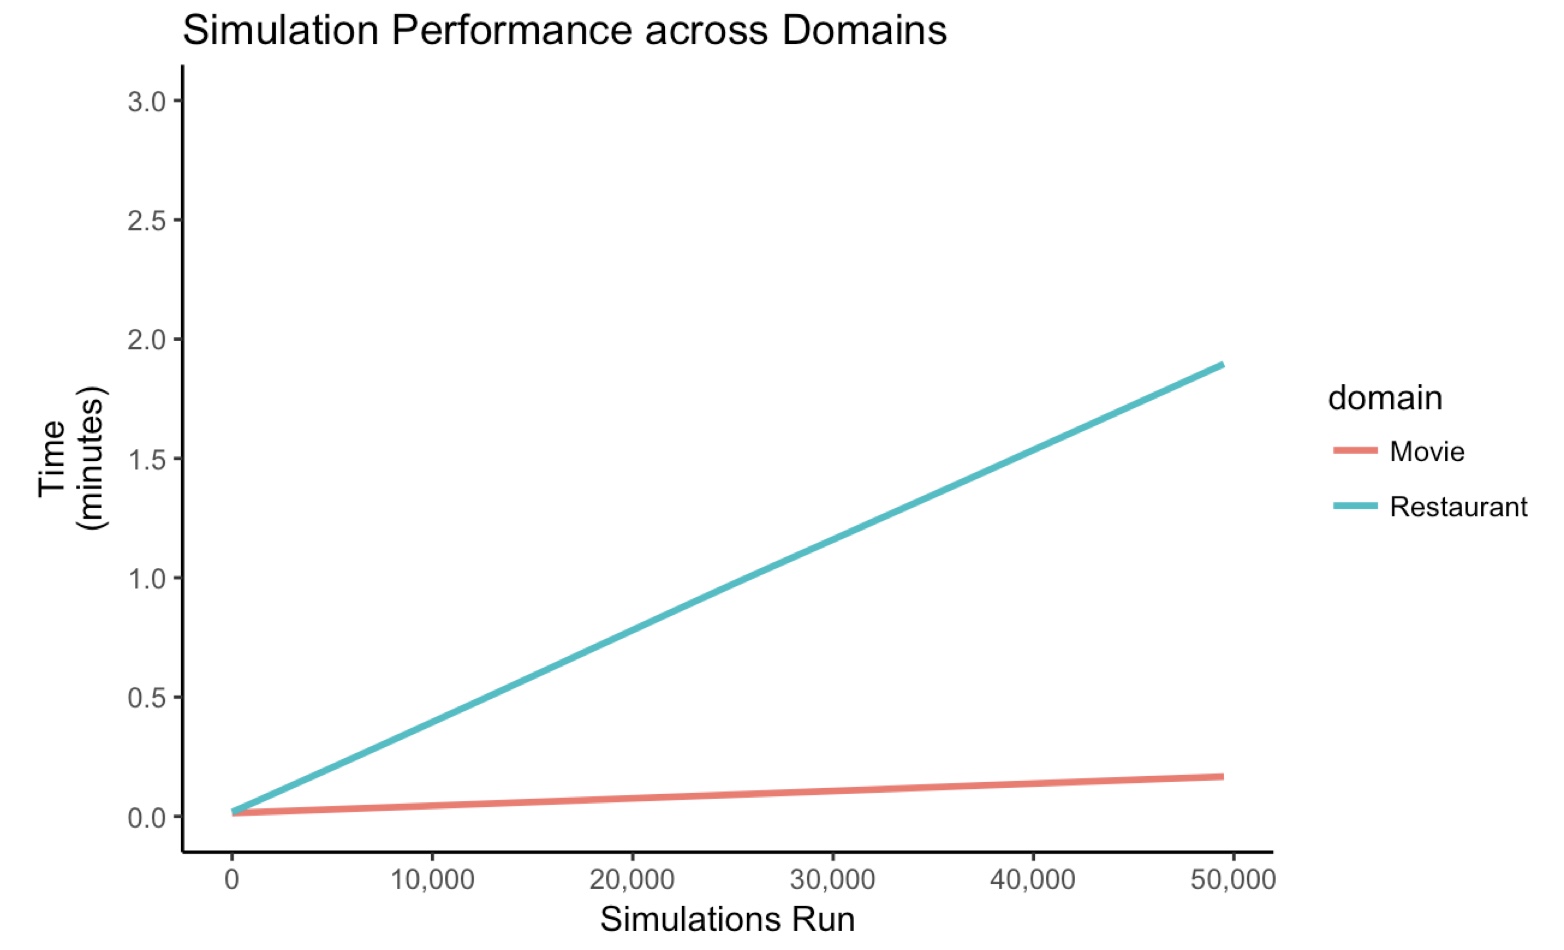 Simulation Performance across Domains
3.0
2.5
2.0
1.5
1.0
0.5
0.0
Time
(minutes)
0
10,000
20,000
30,000
40,000
50,000
Simulations Run
domain
Movie
Restaurant